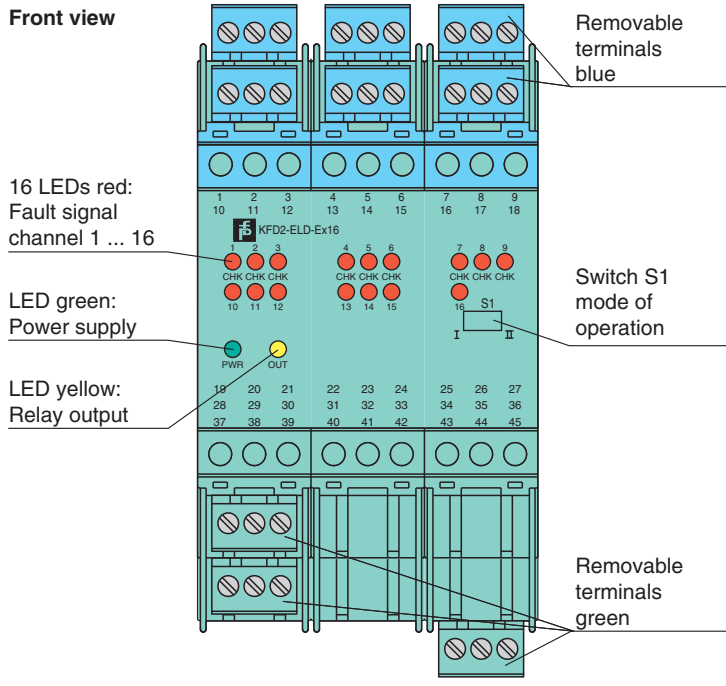 Front view
Removable
terminals
blue
1 2 3 4 5 6 7 8 9
10 11 12 13 14 15 16 17 18
16 LEDs red:
Fault signal
channel 1 ... 16
KFD2-ELD-Ex16
1 2 3 4 5 6 7 8 9
CHK CHK CHK CHK CHK CHK CHK CHK CHK
10 11 12 13 14 15 16
S1
I II
Switch S1
mode of
operation
LED green:
Power supply
PWR OUT
LED yellow:
Relay output
19 20 21 22 23 24 25 26 27
28 29 30 31 32 33 34 35 36
37 38 39 40 41 42 43 44 45
Removable
terminals
green